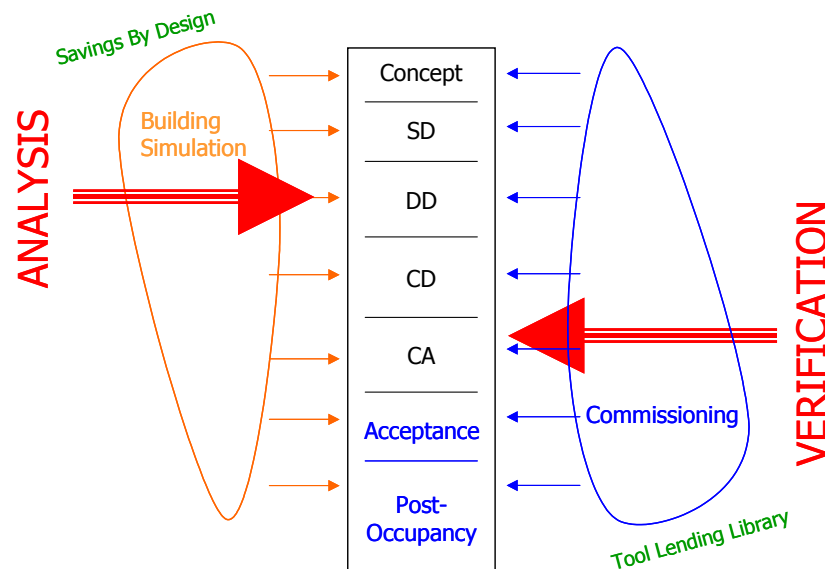 Savings By Design
ANALYSIS
Building
Simulation
Concept
SD
DD
CD
CA
Acceptance
Post-
Occupancy
Commissioning
VERIFICATION
Tool Lending Library